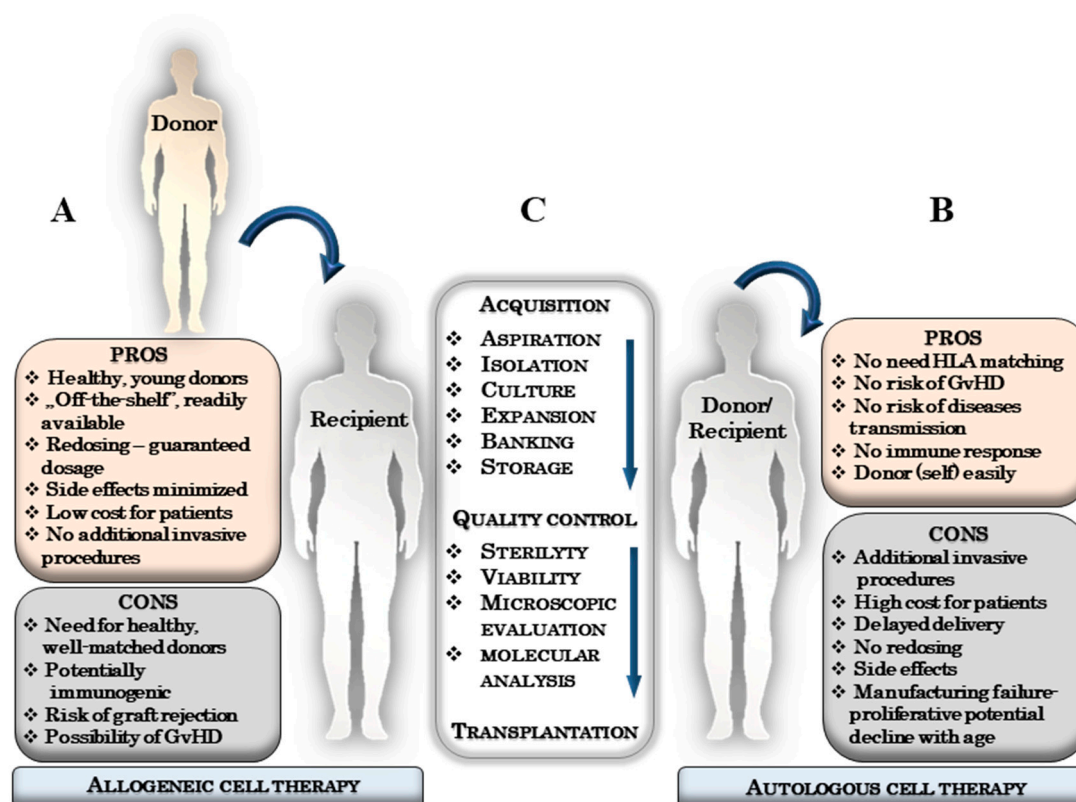 Donor
A
Recipient
PROS
❖ Healthy, young donors
❖ „Off-the-shelf", readily
available
❖ Redosing – guaranteed
dosage
❖ Side effects minimized
❖ Low cost for patients
❖ No additional invasive
procedures
CONS
❖ Need for healthy,
well-matched donors
❖ Potentially
immunogenic
❖ Risk of graft rejection
❖ Possibility of GvHD
ALLOGENEIC CELL THERAPY
C
ACQUISITION
❖ ASPIRATION
❖ ISOLATION
❖ CULTURE
❖ EXPANSION
❖ BANKING
❖ STORAGE
QUALITY CONTROL
❖ STERILYTY
❖ VIABILITY
❖ MICROSCOPIC
EVALUATION
❖ MOLECULAR
ANALYSIS
TRANSPLANTATION
B
Donor/
Recipient
PROS
❖ No need HLA matching
❖ No risk of GvHD
❖ No risk of diseases
transmission
❖ No immune response
❖ Donor (self) easily
CONS
❖ Additional invasive
procedures
❖ High cost for patients
❖ Delayed delivery
❖ No redosing
❖ Side effects
❖ Manufacturing failure-
proliferative potential
decline with age
AUTOLOGOUS CELL THERAPY